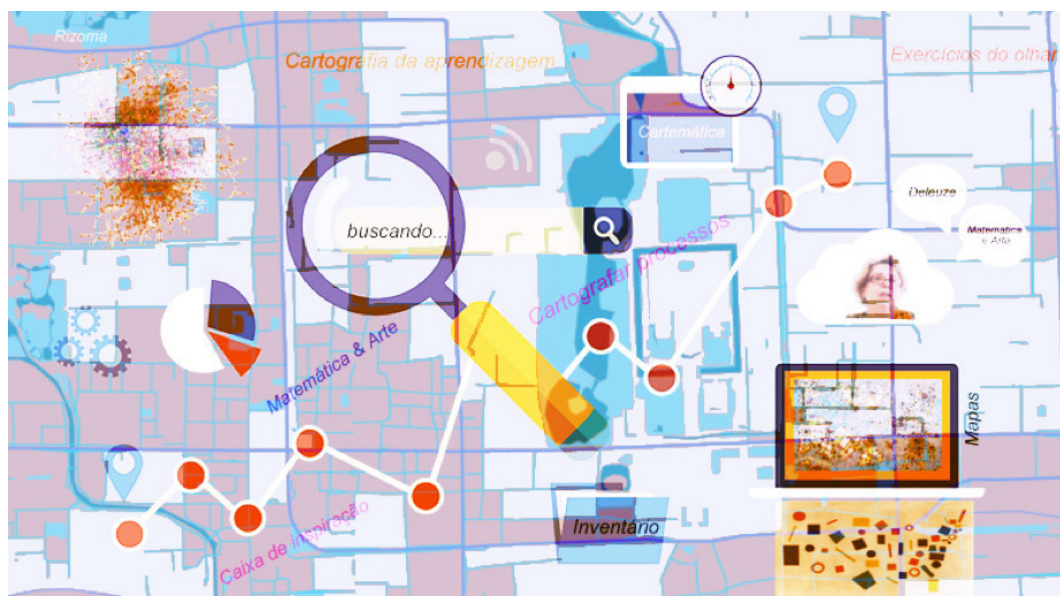 Rizoma
Cartografia da aprendizagem
Exercícios do olhar
Cartemática
Deleuze
Matemática
e Arte
buscando...
Cartografar processos
Matemática & Arte
Mapas
Caixa de inspiração
Inventário